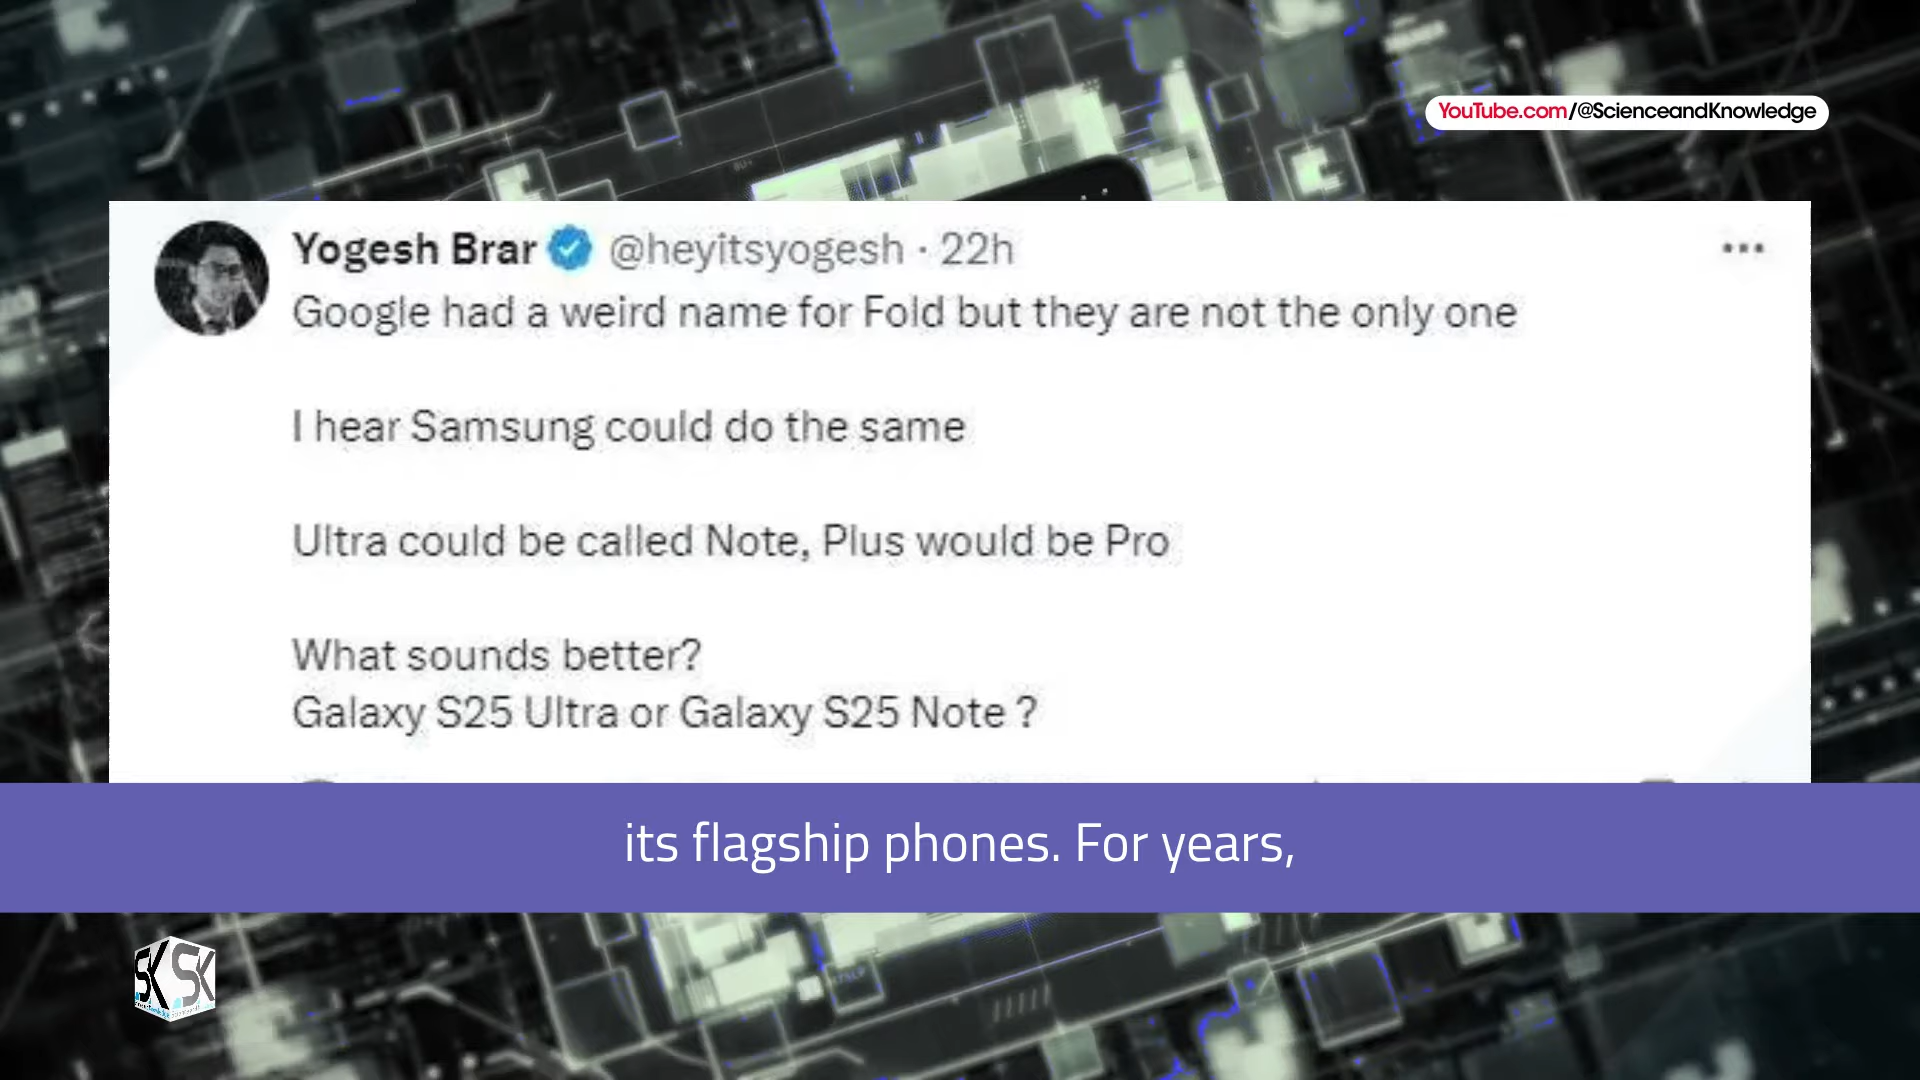 YouTube.com/@ScienceandKnowledge
Yogesh Brar @heyitsyogesh · 22h
Google had a weird name for Fold but they are not the only one
I hear Samsung could do the same
Ultra could be called Note, Plus would be Pro
What sounds better?
Galaxy S25 Ultra or Galaxy S25 Note ?
its flagship phones. For years,
SK SK